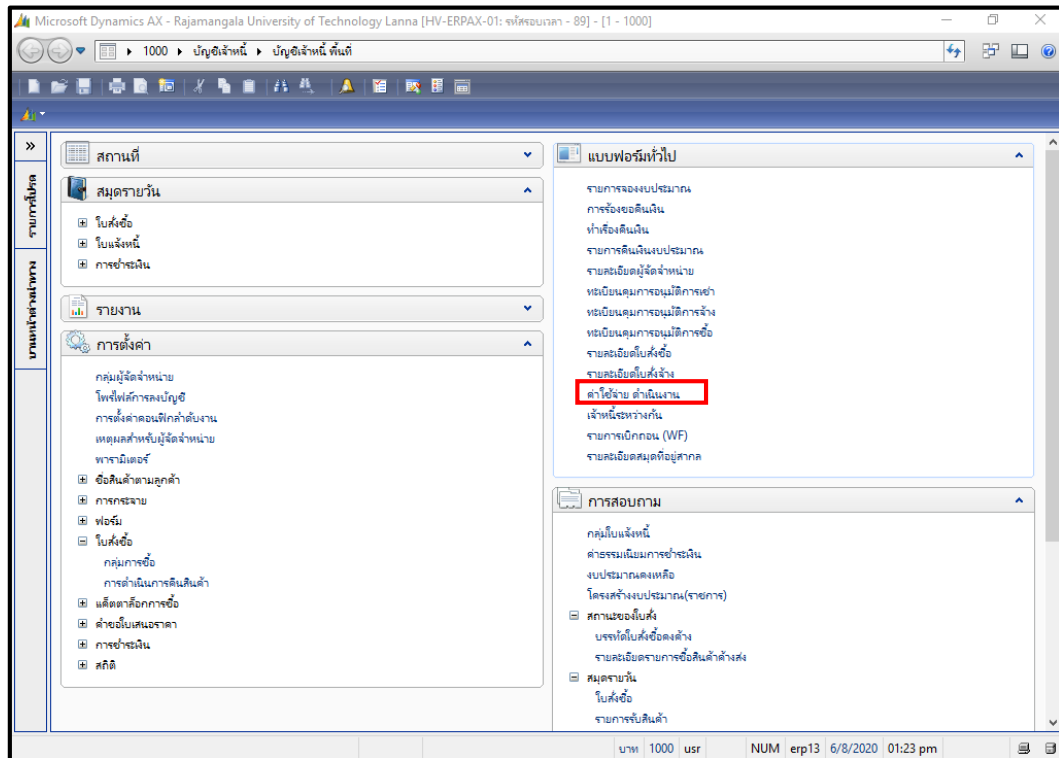 Microsoft Dynamics AX - Rajamangala University of Technology Lanna [HV-ERPAX-01: รหัสรอบเวลา - 89] - [1 - 1000]
1000 บัญชีเจ้าหนี้ บัญชีเจ้าหนี้ พื้นที่
รายการโปรด
บานหน้าต่างนำทาง
สถานที่
สมุดรายวัน
ใบสั่งซื้อ
ใบแจ้งหนี้
การชำระเงิน
รายงาน
การตั้งค่า
กลุ่มผู้จัดจำหน่าย
โพรไฟล์การลงบัญชี
การตั้งค่าคอนฟิกลำดับงาน
เหตุผลสำหรับผู้จัดจำหน่าย
พารามิเตอร์
ชื่อสินค้าตามลูกค้า
การกระจาย
ฟอร์ม
ใบสั่งซื้อ
กลุ่มการซื้อ
การดำเนินการคืนสินค้า
แค็ตตาล็อกการซื้อ
คำขอใบเสนอราคา
การชำระเงิน
สถิติ
แบบฟอร์มทั่วไป
รายการจองงบประมาณ
การร้องขอคืนเงิน
ทำเรื่องคืนเงิน
รายการคืนเงินงบประมาณ
รายละเอียดผู้จัดจำหน่าย
ทะเบียนคุมการอนุมัติการเช่า
ทะเบียนคุมการอนุมัติการจ้าง
ทะเบียนคุมการอนุมัติการซื้อ
รายละเอียดใบสั่งซื้อ
รายละเอียดใบสั่งจ้าง
ค่าใช้จ่าย ดำเนินงาน
เจ้าหนี้ระหว่างกัน
รายการเบิกถอน (WF)
รายละเอียดสมุดที่อยู่สากล
การสอบถาม
กลุ่มใบแจ้งหนี้
ค่าธรรมเนียมการชำระเงิน
งบประมาณคงเหลือ
โครงสร้างงบประมาณ(ราชการ)
สถานะของใบสั่ง
บรรทัดใบสั่งซื้อคงค้าง
รายละเอียดรายการซื้อสินค้าค้างส่ง
สมุดรายวัน
ใบสั่งซื้อ
รายการรับสินค้า
บาท 1000 usr NUM erp13 6/8/2020 01:23 pm